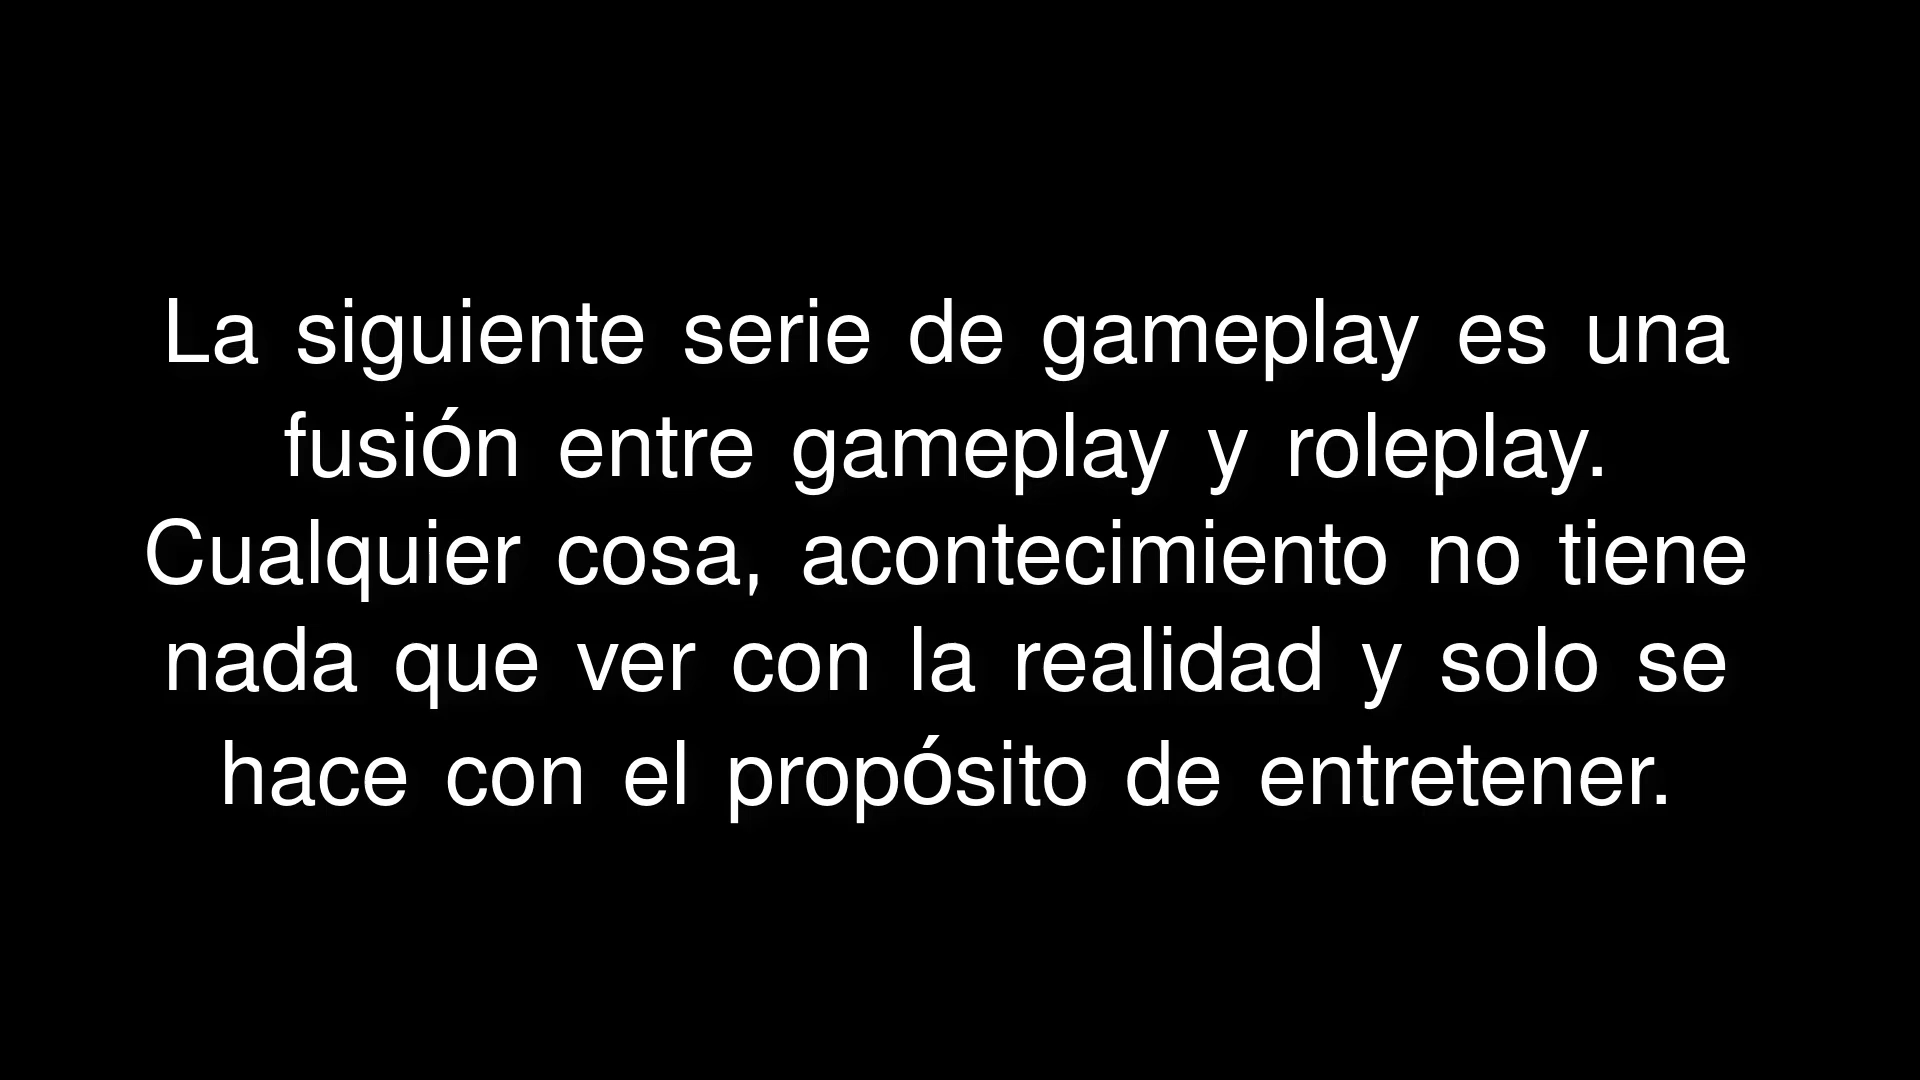 La siguiente serie de gameplay es una
fusión entre gameplay y roleplay.
Cualquier cosa, acontecimiento no tiene
nada que ver con la realidad y solo se
hace con el propósito de entretener.